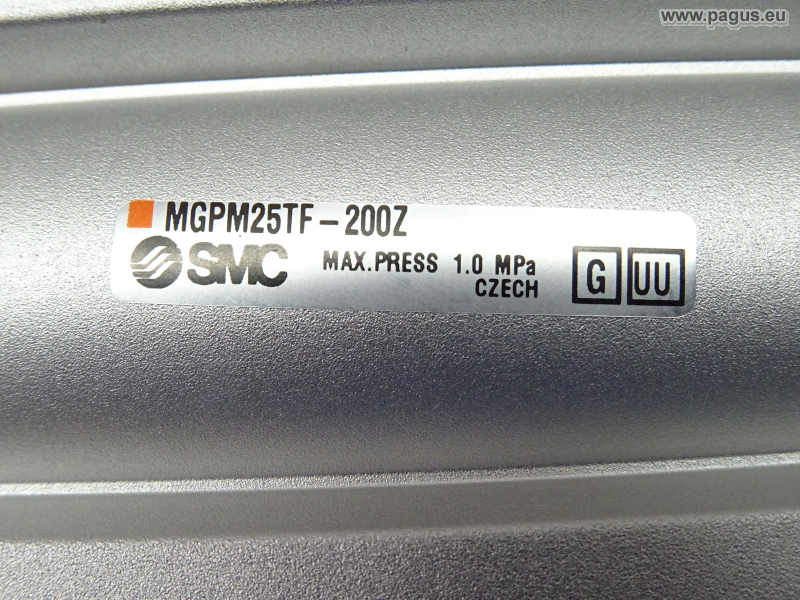 www.pagus.eu
MGPM25TF-200Z
SMC MAX.PRESS 1.0 MPa
CZECH
G UU